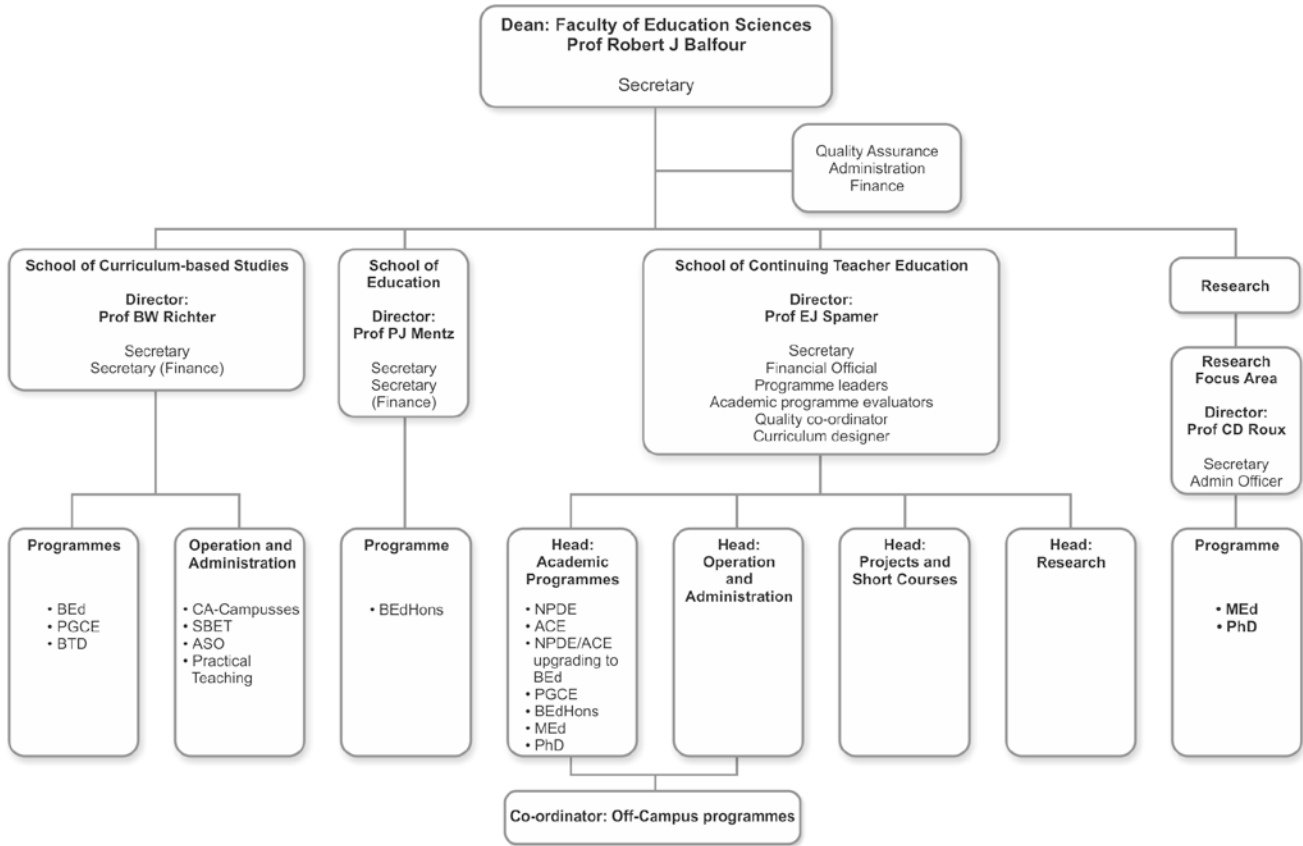 Dean: Faculty of Education Sciences
Prof Robert J Balfour
Secretary
Quality Assurance
Administration
Finance
School of Curriculum-based Studies
Director:
Prof BW Richter
Secretary
Secretary (Finance)
School of
Education
Director:
Prof PJ Mentz
Secretary
Secretary
(Finance)
School of Continuing Teacher Education
Director:
Prof EJ Spamer
Secretary
Financial Official
Programme leaders
Academic programme evaluators
Quality co-ordinator
Curriculum designer
Research
Research
Focus Area
Director:
Prof CD Roux
Secretary
Admin Officer
Programmes
• BEd
• PGCE
• BTD
Operation and
Administration
• CA-Campusses
• SBET
• ASO
• Practical
Teaching
Programme
• BEdHons
Head:
Academic
Programmes
• NPDE
• ACE
• NPDE/ACE
upgrading to
BEd
• PGCE
• BEdHons
• MEd
• PhD
Head:
Operation
and
Administration
Head:
Projects and
Short Courses
Head:
Research
Programme
• MEd
• PhD
Co-ordinator: Off-Campus programmes